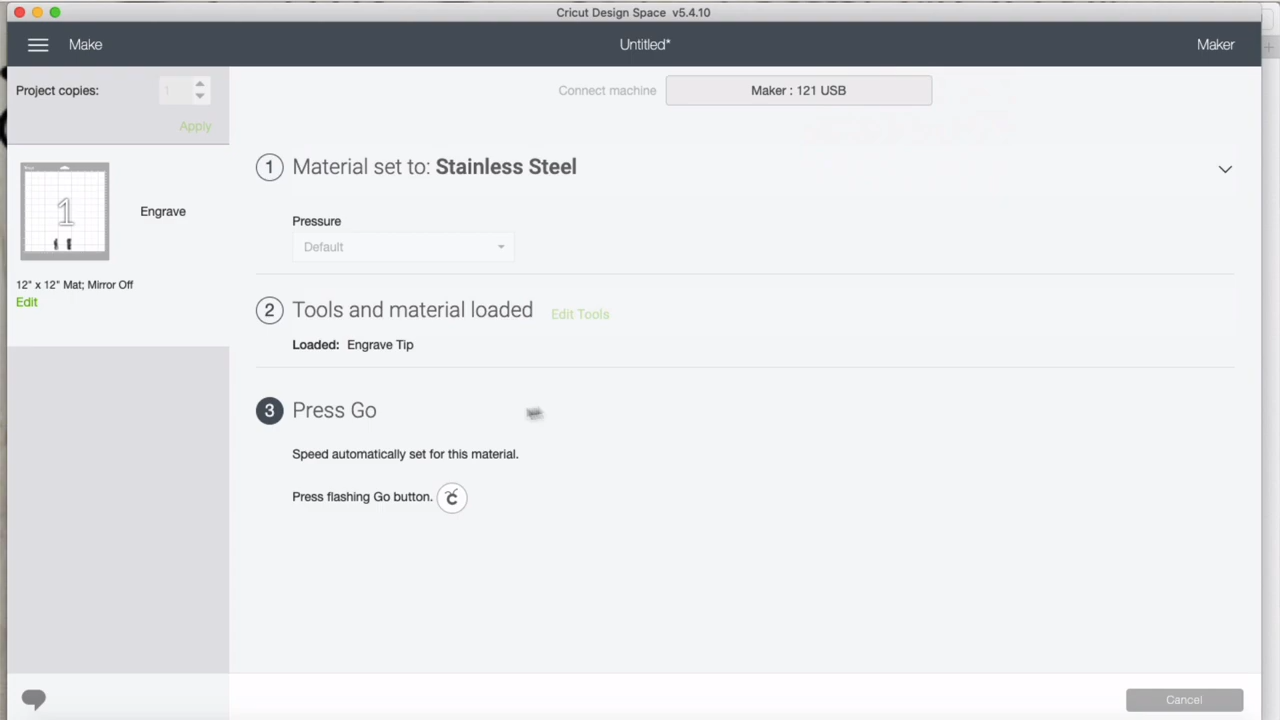 Cricut Design Space v5.4.10
Make
Untitled*
Maker
Project copies:
1
Apply
Connect machine
Maker : 121 USB
1
Engrave
12" x 12" Mat; Mirror Off
Edit
1 Material set to: Stainless Steel
Pressure
Default
2 Tools and material loaded Edit Tools
Loaded: Engrave Tip
3 Press Go
Speed automatically set for this material.
Press flashing Go button.
Cancel